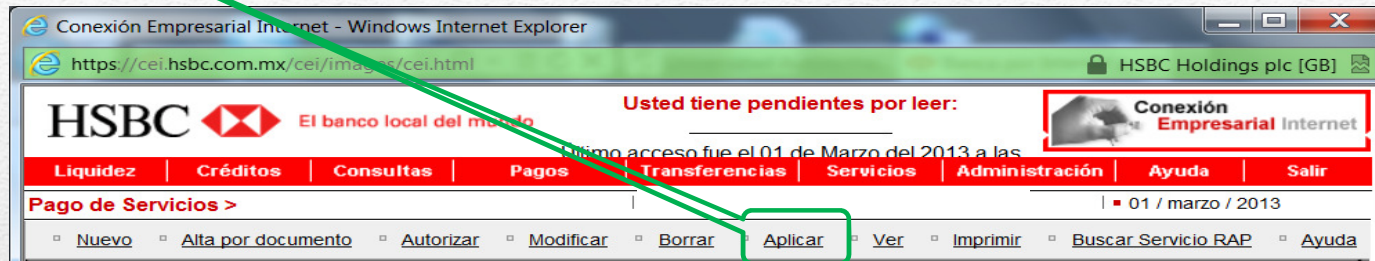 Conexión Empresarial Internet - Windows Internet Explorer
https://cei.hsbc.com.mx/cei/images/cei.html HSBC Holdings plc [GB]
HSBC El banco local del mundo Usted tiene pendientes por leer: Conexión
Empresarial Internet
Último acceso fue el 01 de Marzo del 2013 a las
Liquidez Créditos Consultas Pagos Transferencias Servicios Administración Ayuda Salir
Pago de Servicios > 01 / marzo / 2013
Nuevo Alta por documento Autorizar Modificar Borrar Aplicar Ver Imprimir Buscar Servicio RAP Ayuda